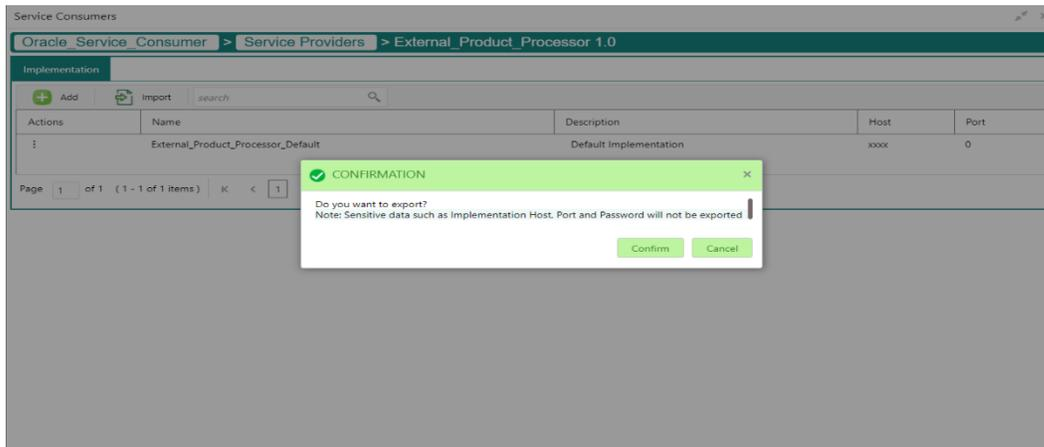 Service Consumers
Oracle_Service_Consumer > Service Providers > External_Product_Processor 1.0
Implementation
Add Import search
Actions Name Description Host Port
External_Product_Processor_Default Default Implementation xxxx 0
Page 1 of 1 (1 - 1 of 1 items) K < 1
CONFIRMATION ×
Do you want to export?
Note: Sensitive data such as Implementation Host, Port and Password will not be exported
Confirm Cancel